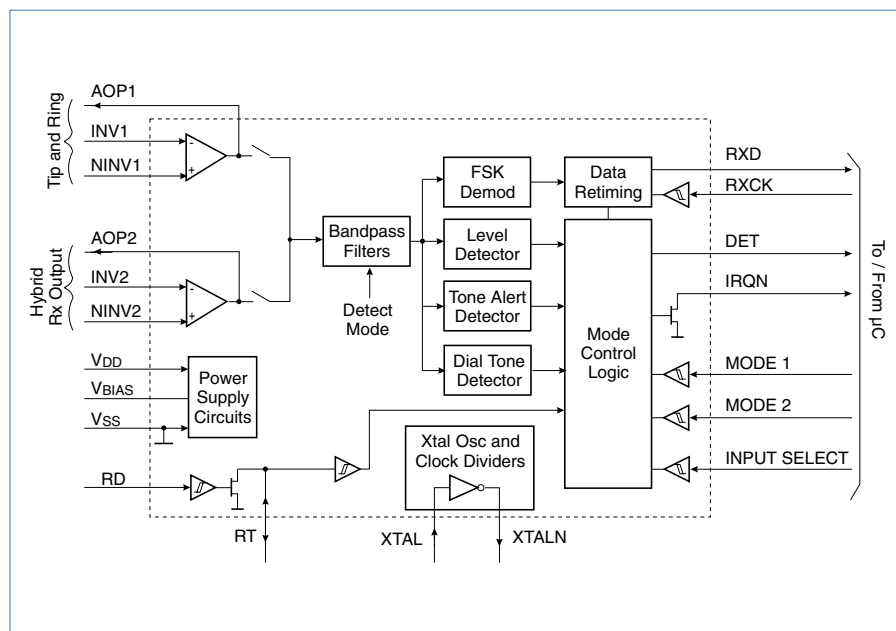 AOP1
INV1
NINV1
Tip and Ring
AOP2
INV2
NINV2
Hybrid
Rx Output
VDD
VBIAS
VSS
Power
Supply
Circuits
RD
RT
Bandpass
Filters
Detect
Mode
FSK
Demod
Level
Detector
Tone Alert
Detector
Dial Tone
Detector
Xtal Osc and
Clock Dividers
XTAL
XTALN
Data
Retiming
Mode
Control
Logic
RXD
RXCK
DET
IRQN
MODE 1
MODE 2
INPUT SELECT
To / From µC
-
+
-
+